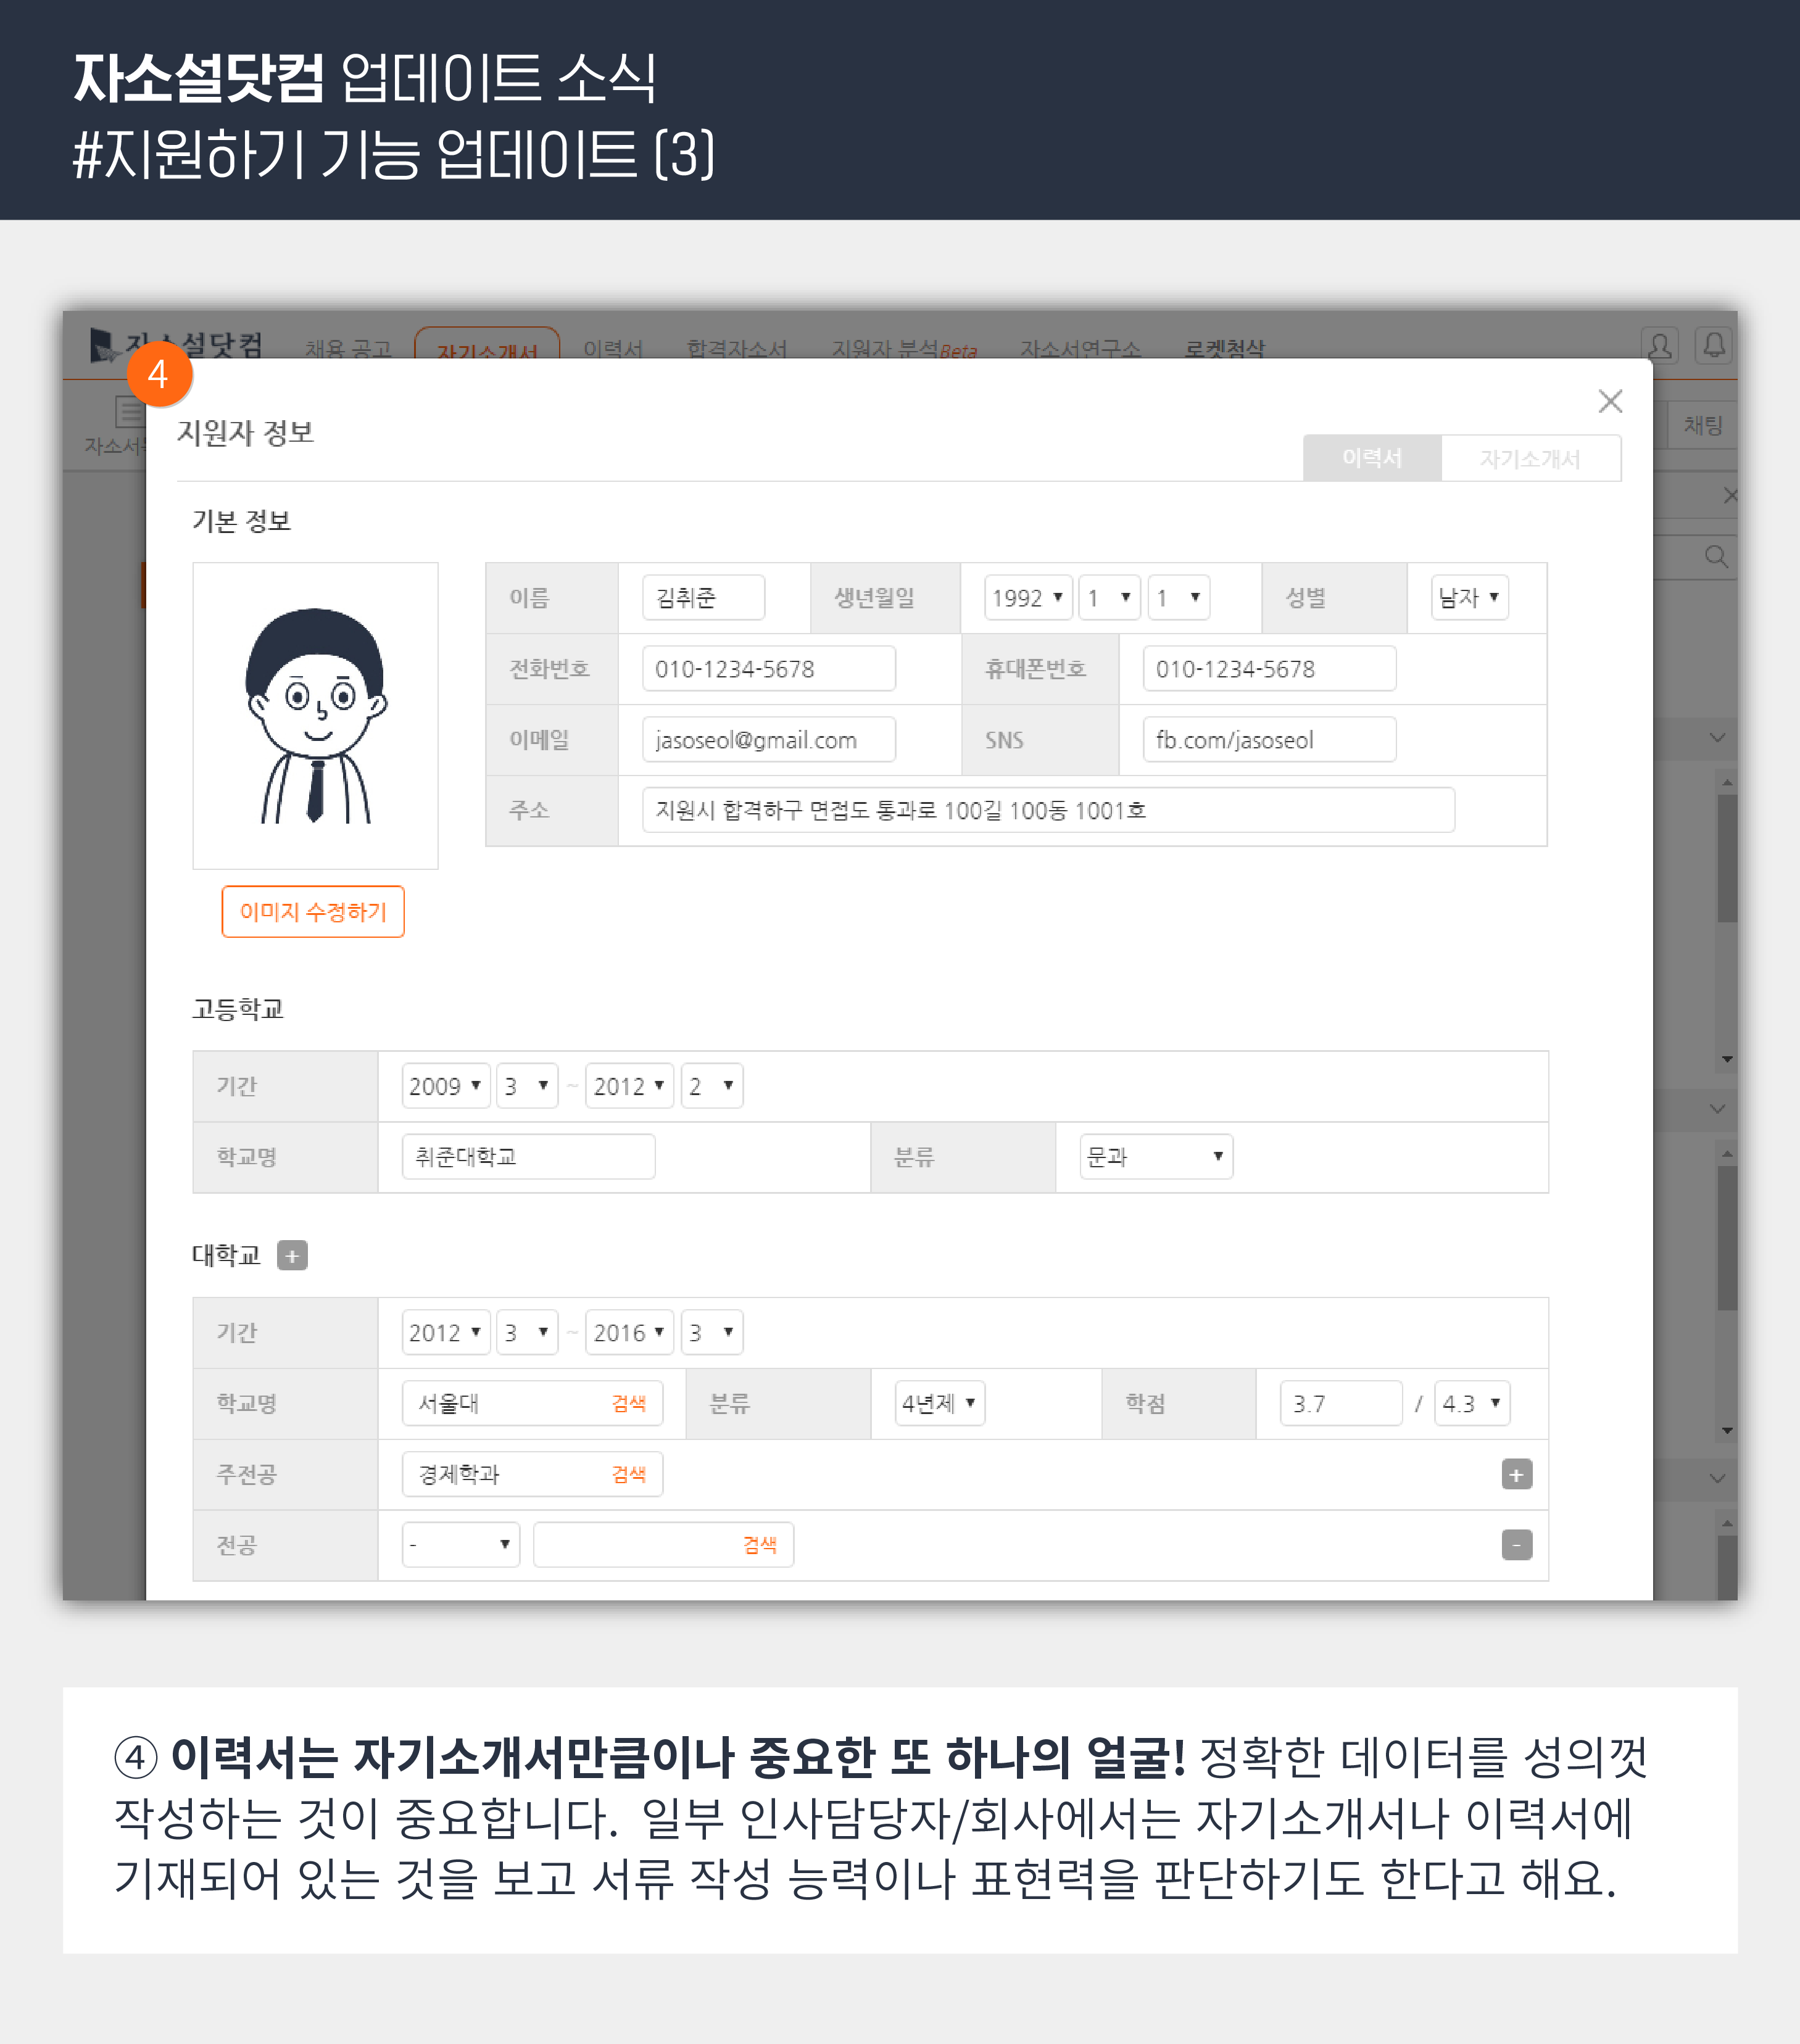 자소설닷컴 업데이트 소식
#지원하기 기능 업데이트 (3)
자소설닷컴 채용 공고 자기소개서 이력서 합격자소서 지원자 분석Beta 자소서연구소 로켓첨삭
4
지원자 정보
자소서 채팅
이력서 자기소개서
기본 정보
이름 김취준 생년월일 1992 1 1 성별 남자
전화번호 010-1234-5678 휴대폰번호 010-1234-5678
이메일 jasoseol@gmail.com SNS fb.com/jasoseol
주소 지원시 합격하구 면접도 통과로 100길 100동 1001호
이미지 수정하기
고등학교
기간 2009 3 ~ 2012 2
학교명 취준대학교 분류 문과
대학교 +
기간 2012 3 ~ 2016 3
학교명 서울대 검색 분류 4년제 학점 3.7 / 4.3
주전공 경제학과 검색 +
전공 - 검색 -
④ 이력서는 자기소개서만큼이나 중요한 또 하나의 얼굴! 정확한 데이터를 성의껏
작성하는 것이 중요합니다. 일부 인사담당자/회사에서는 자기소개서나 이력서에
기재되어 있는 것을 보고 서류 작성 능력이나 표현력을 판단하기도 한다고 해요.